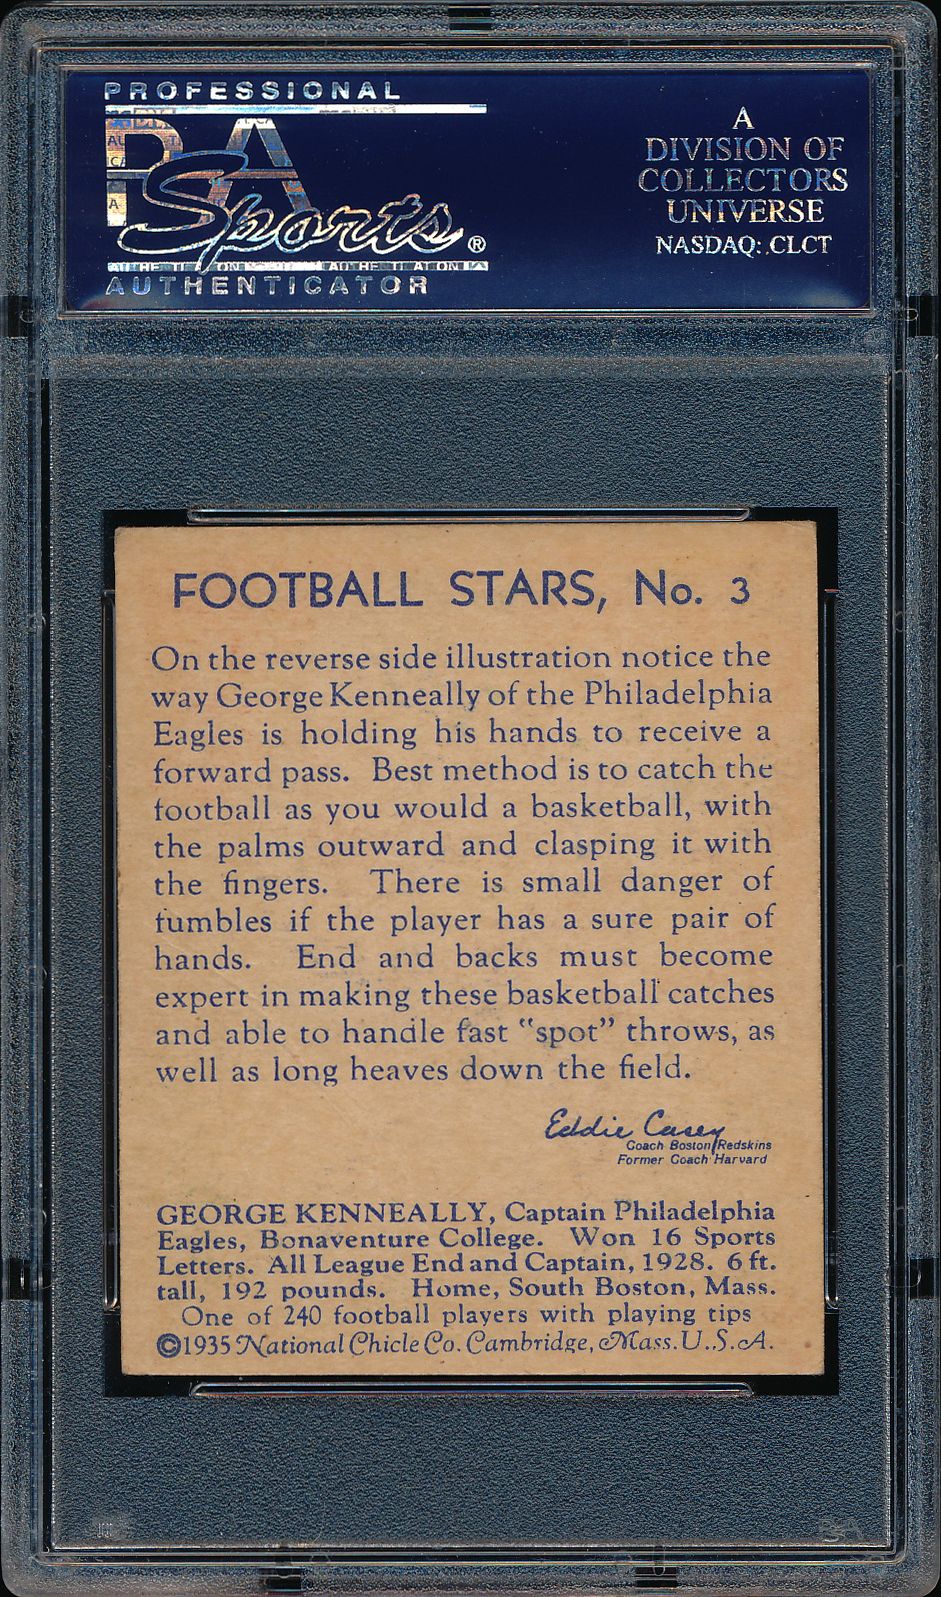 PROFESSIONAL
PSA
Sports®
AUTHENTICATOR
A
DIVISION OF
COLLECTORS
UNIVERSE
NASDAQ: CLCT
FOOTBALL STARS, No. 3
On the reverse side illustration notice the
way George Kenneally of the Philadelphia
Eagles is holding his hands to receive a
forward pass. Best method is to catch the
football as you would a basketball, with
the palms outward and clasping it with
the fingers. There is small danger of
fumbles if the player has a sure pair of
hands. End and backs must become
expert in making these basketball catches
and able to handle fast "spot" throws, as
well as long heaves down the field.
Eddie Casey
Coach Boston Redskins
Former Coach Harvard
GEORGE KENNEALLY, Captain Philadelphia
Eagles, Bonaventure College. Won 16 Sports
Letters. All League End and Captain, 1928. 6 ft.
tall, 192 pounds. Home, South Boston, Mass.
One of 240 football players with playing tips
©1935 National Chicle Co. Cambridge, Mass. U.S.A.